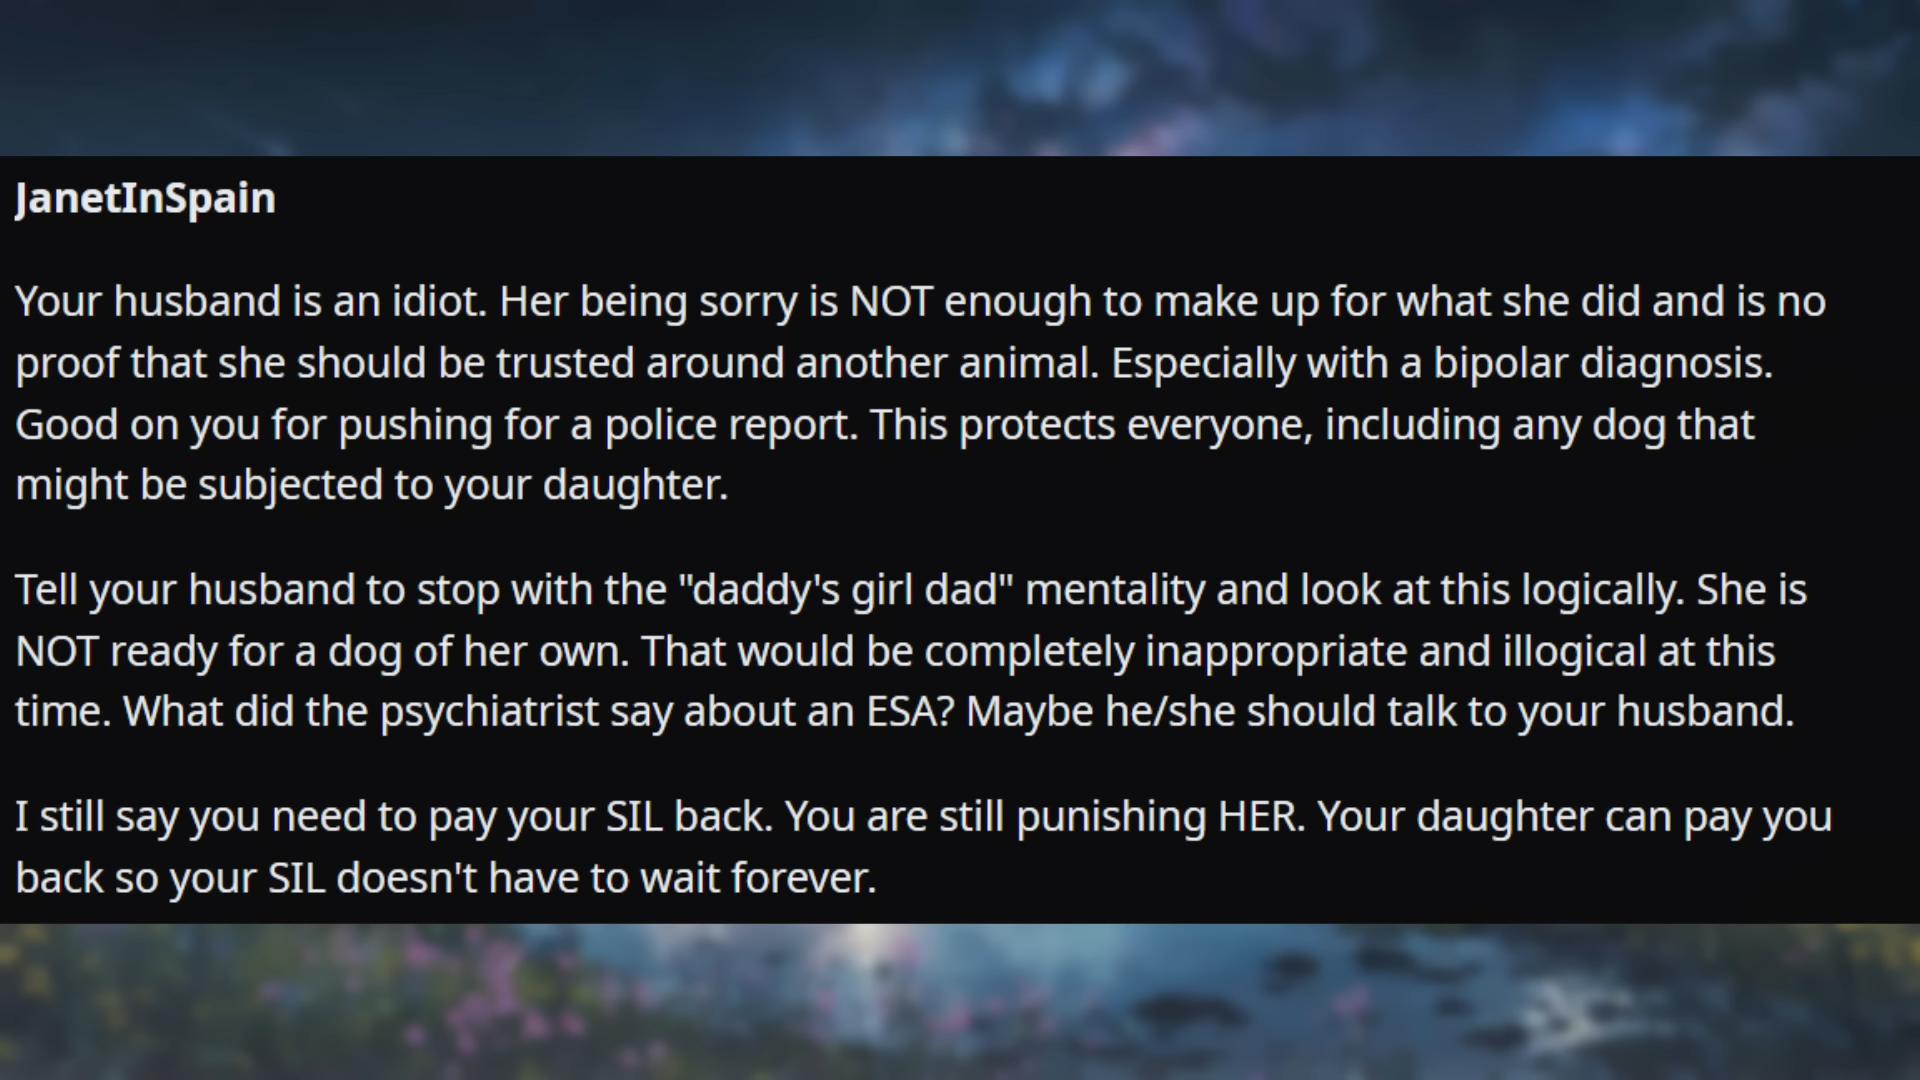 JanetInSpain
Your husband is an idiot. Her being sorry is NOT enough to make up for what she did and is no
proof that she should be trusted around another animal. Especially with a bipolar diagnosis.
Good on you for pushing for a police report. This protects everyone, including any dog that
might be subjected to your daughter.
Tell your husband to stop with the "daddy's girl dad" mentality and look at this logically. She is
NOT ready for a dog of her own. That would be completely inappropriate and illogical at this
time. What did the psychiatrist say about an ESA? Maybe he/she should talk to your husband.
I still say you need to pay your SIL back. You are still punishing HER. Your daughter can pay you
back so your SIL doesn't have to wait forever.